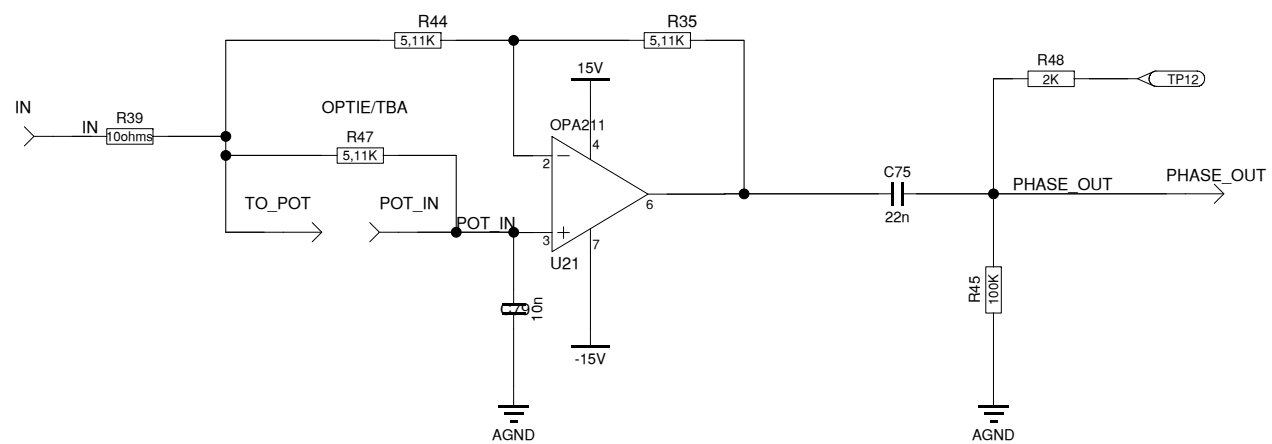 R44
R35
5,11K
5,11K
R48
15V
2K
TP12
IN
OPTIE/TBA
R39
IN
10ohms
OPA211
R47
4
5,11K
2
C75
PHASE_OUT
PHASE_OUT
TO_POT
POT_IN
6
22n
POT_IN
3
7
U21
R45
100K
C79
10n
-15V
AGND
AGND